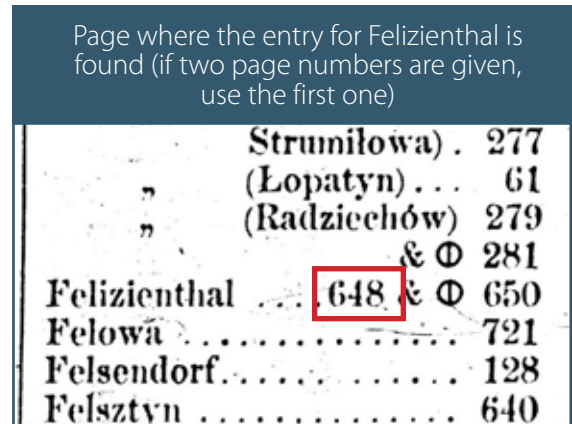 Page where the entry for Felizienthal is
found (if two page numbers are given,
use the first one)
Strumiłowa) . 277
„ (Łopatyn) . . . 61
„ (Radziechów) 279
& Φ 281
Felizienthal . . . . 648 & Φ 650
Felowa . . . . . . . . . . . . . . . 721
Felsendorf . . . . . . . . . . . . 128
Felsztyn . . . . . . . . . . . . . 640